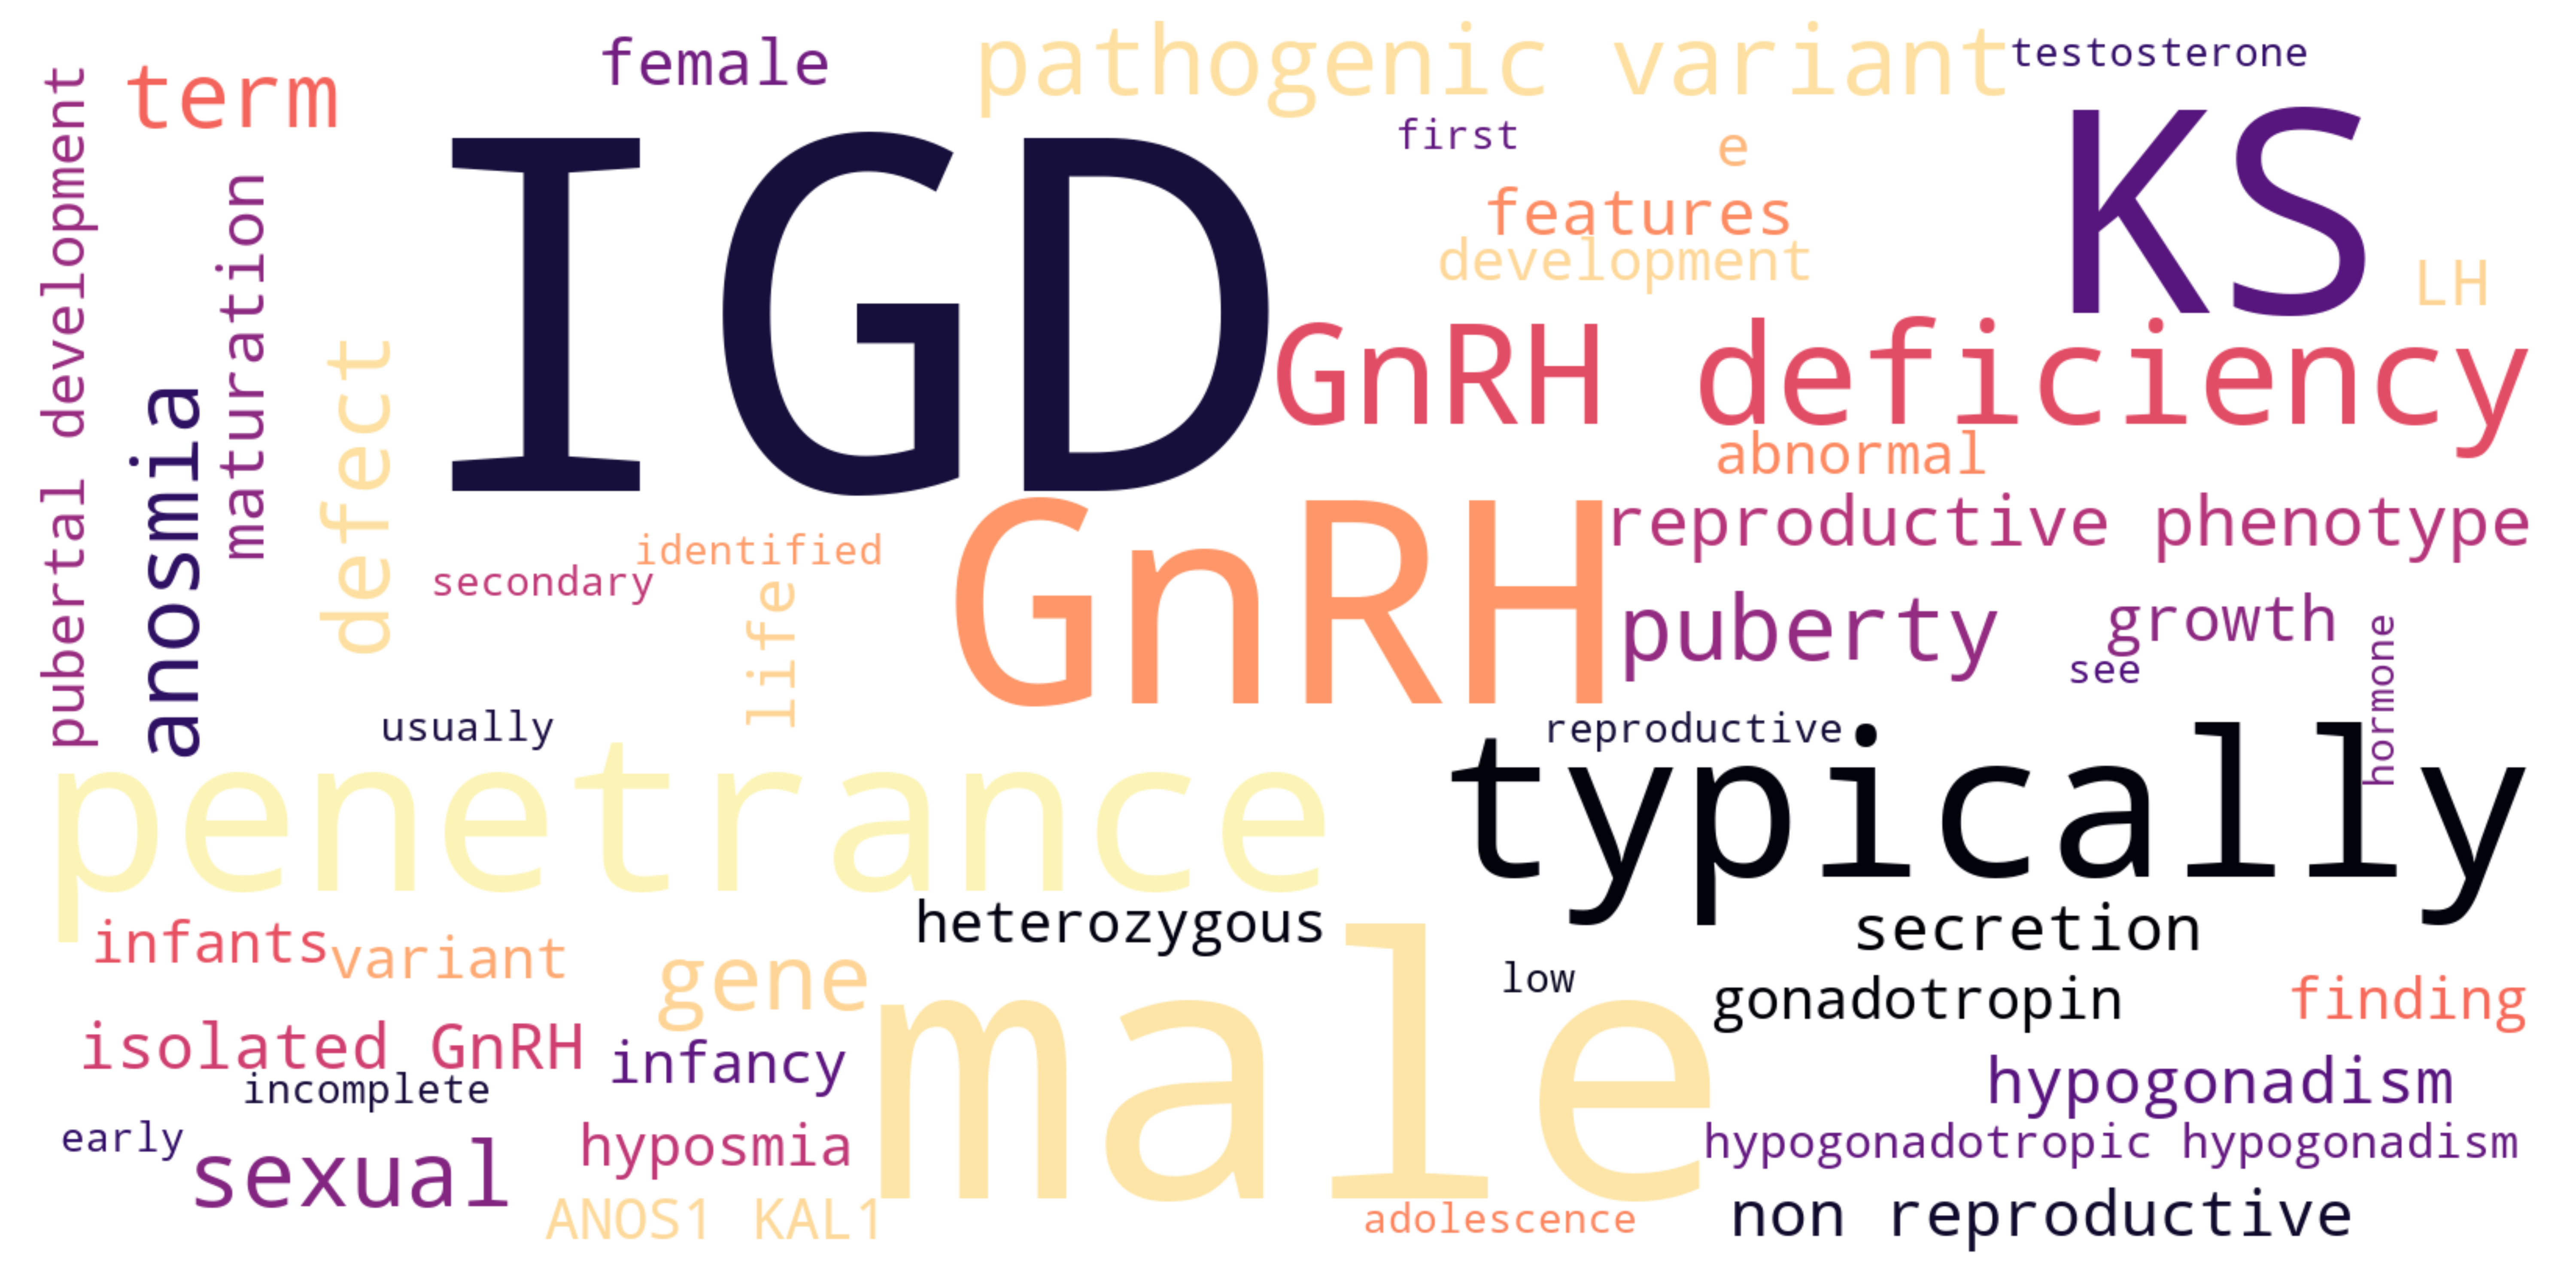 female
pathogenic variant
testosterone
term
pubertal development
first
KS
IGD
e
maturation
features
development
LH
GnRH deficiency
defect
anosmia
abnormal
GnRH
reproductive phenotype
identified
secondary
life
puberty
growth
see
hormone
usually
reproductive
penetrance
typically
heterozygous
secretion
infants
variant
gene
male
low
gonadotropin
finding
isolated GnRH
infancy
incomplete
hypogonadism
early
sexual
hyposmia
hypogonadotropic hypogonadism
ANOS1 KAL1
adolescence
non reproductive